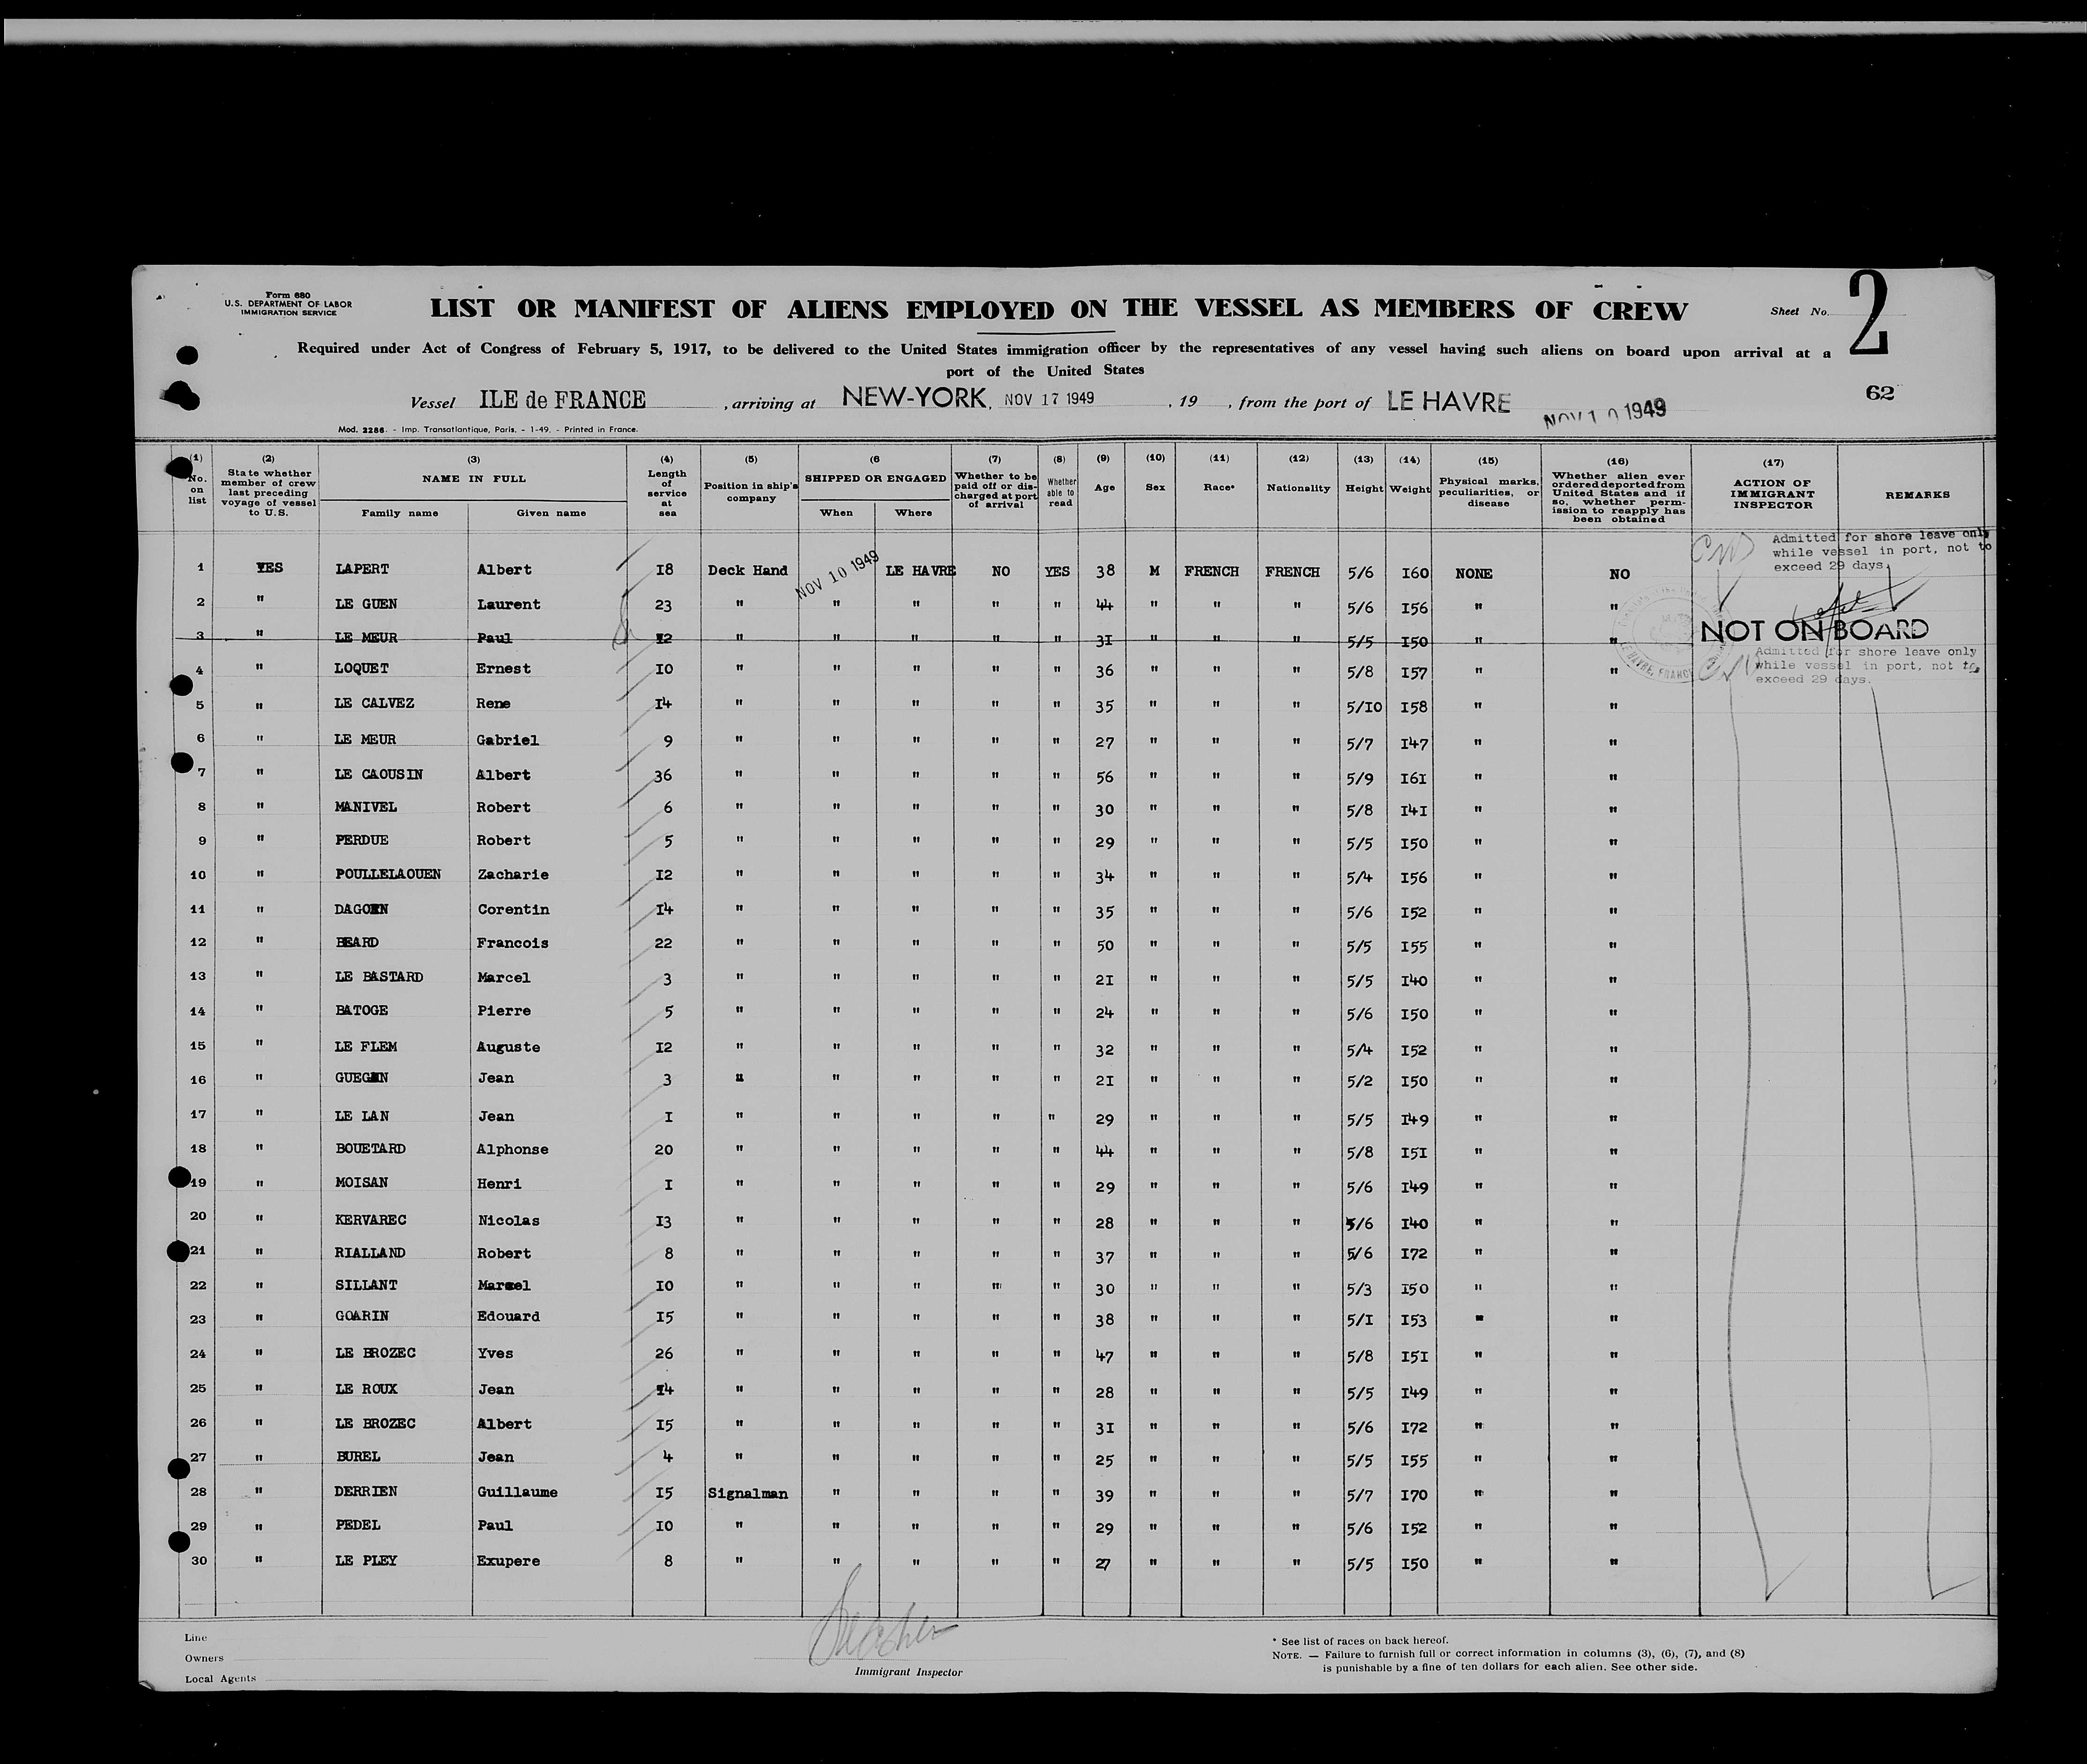 Form 680
U.S. DEPARTMENT OF LABOR
IMMIGRATION SERVICE
LIST OR MANIFEST OF ALIENS EMPLOYED ON THE VESSEL AS MEMBERS OF CREW
Sheet No. 2
Required under Act of Congress of February 5, 1917, to be delivered to the United States immigration officer by the representatives of any vessel having such aliens on board upon arrival at a
port of the United States
62
Vessel ILE de FRANCE, arriving at NEW-YORK, NOV 17 1949, 19 , from the port of LE HAVRE NOV 10 1949
Mod. 2286. - Imp. Transatlantique, Paris. - 1-49. - Printed in France.
(1) No. on list (2) State whether member of crew last preceding voyage of vessel to U.S. (3) NAME IN FULL Family name Given name (4) Length of service at sea (5) Position in ship's company (6 SHIPPED OR ENGAGED When Where (7) Whether to be paid off or discharged at port of arrival (8) Whether able to read (9) Age (10) Sex (11) Race* (12) Nationality (13) Height (14) Weight (15) Physical marks, peculiarities, or disease (16) Whether alien ever ordered deported from United States and if so, whether permission to reapply has been obtained (17) ACTION OF IMMIGRANT INSPECTOR REMARKS
Admitted for shore leave only
while vessel in port, not to
exceed 29 days.
1 YES LAPERT Albert 18 Deck Hand NOV 10 1949 LE HAVRE NO YES 38 M FRENCH FRENCH 5/6 160 NONE NO
2 " LE GUEN Laurent 23 " " " " " 44 " " " 5/6 156 " "
3 " LE MEUR Paul 12 " " " " " 31 " " " 5/5 150 " " NOT ON BOARD
Admitted for shore leave only
while vessel in port, not to
exceed 29 days.
4 " LOQUET Ernest 10 " " " " " 36 " " " 5/8 157 " "
5 " LE CALVEZ Rene 14 " " " " " 35 " " " 5/10 158 " "
6 " LE MEUR Gabriel 9 " " " " " 27 " " " 5/7 147 " "
7 " LE CAOUSIN Albert 36 " " " " " 56 " " " 5/9 161 " "
8 " MANIVEL Robert 6 " " " " " 30 " " " 5/8 141 " "
9 " PERDUE Robert 5 " " " " " 29 " " " 5/5 150 " "
10 " POULLELAOUEN Zacharie 12 " " " " " 34 " " " 5/4 156 " "
11 " Corentin 14 " " " " " 35 " " " 5/6 152 " "
12 " BEARD Francois 22 " " " " " 50 " " " 5/5 155 " "
13 " LE BASTARD Marcel 3 " " " " " 21 " " " 5/5 140 " "
14 " BATOGE Pierre 5 " " " " " 24 " " " 5/6 150 " "
15 " LE FLEM Auguste 12 " " " " " 32 " " " 5/4 152 " "
16 " Jean 3 " " " " " 21 " " " 5/2 150 " "
17 " LE LAN Jean 1 " " " " " 29 " " " 5/5 149 " "
18 " BOUETARD Alphonse 20 " " " " " 44 " " " 5/8 151 " "
19 " MOISAN Henri 1 " " " " " 29 " " " 5/6 149 " "
20 " KERVAREC Nicolas 13 " " " " " 28 " " " 5/6 140 " "
21 " RIALLAND Robert 8 " " " " " 37 " " " 5/6 172 " "
22 " SILLANT Marcel 10 " " " " " 30 " " " 5/3 150 " "
23 " GOARIN Edouard 15 " " " " " 38 " " " 5/1 153 " "
24 " LE BROZEC Yves 26 " " " " " 47 " " " 5/8 151 " "
25 " LE ROUX Jean 14 " " " " " 28 " " " 5/5 149 " "
26 " LE BROZEC Albert 15 " " " " " 31 " " " 5/6 172 " "
27 " BUREL Jean 4 " " " " " 25 " " " 5/5 155 " "
28 " DERRIEN Guillaume 15 Signalman " " " " 39 " " " 5/7 170 " "
29 " PEDEL Paul 10 " " " " " 29 " " " 5/6 152 " "
30 " LE PLEY Exupere 8 " " " " " 27 " " " 5/5 150 " "
Line
Owners
Local Agents
Immigrant Inspector
* See list of races on back hereof.
NOTE. — Failure to furnish full or correct information in columns (3), (6), (7), and (8)
is punishable by a fine of ten dollars for each alien. See other side.